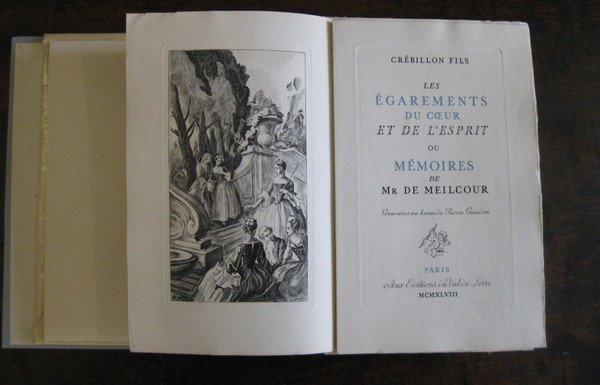 CRÉBILLON FILS
LES
ÉGAREMENTS
DU CŒUR
ET DE L'ESPRIT
OU
MÉMOIRES
DE
MR DE MEILCOUR
Gravures au burin de Pierre Gandon
PARIS
Aux Editions du Val de Loire
MCMXLVIII